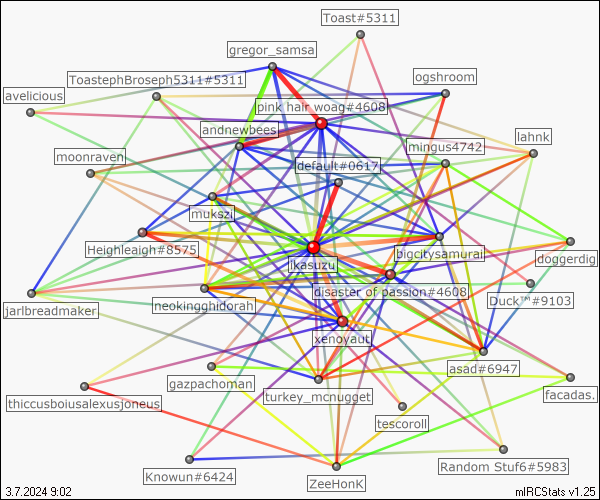 Toast#5311
gregor_samsa
ToastephBroseph5311#5311
ogshroom
avelicious
pink hair woag#4608
andnewbees
mingus4742
lahnk
moonraven
default#0617
mukszi
Heighleaigh#8575
bigcitysamurai
ikasuzu
doggerdig
disaster of passion#4608
Duck™#9103
neokingghidorah
jarlbreadmaker
xenoyaut
asad#6947
gazpachoman
turkey_mcnugget
facadas.
thiccusboiusalexusjoneus
tescoroll
Random Stuf6#5983
Knowun#6424
ZeeHonK
3.7.2024 9:02
mIRCStats v1.25